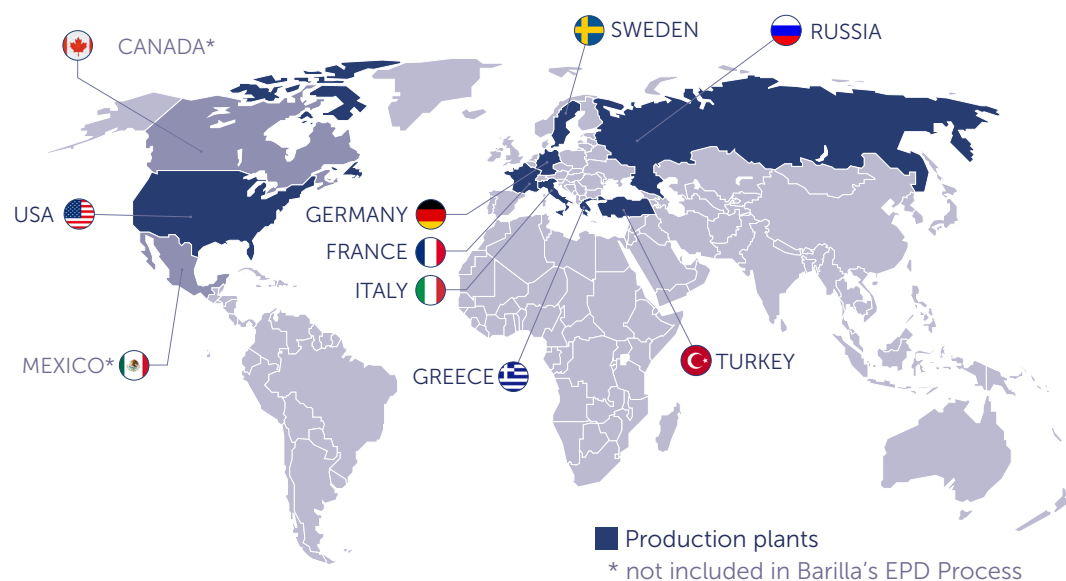 CANADA*
SWEDEN
RUSSIA
USA
GERMANY
FRANCE
ITALY
MEXICO*
GREECE
TURKEY
Production plants
* not included in Barilla's EPD Process